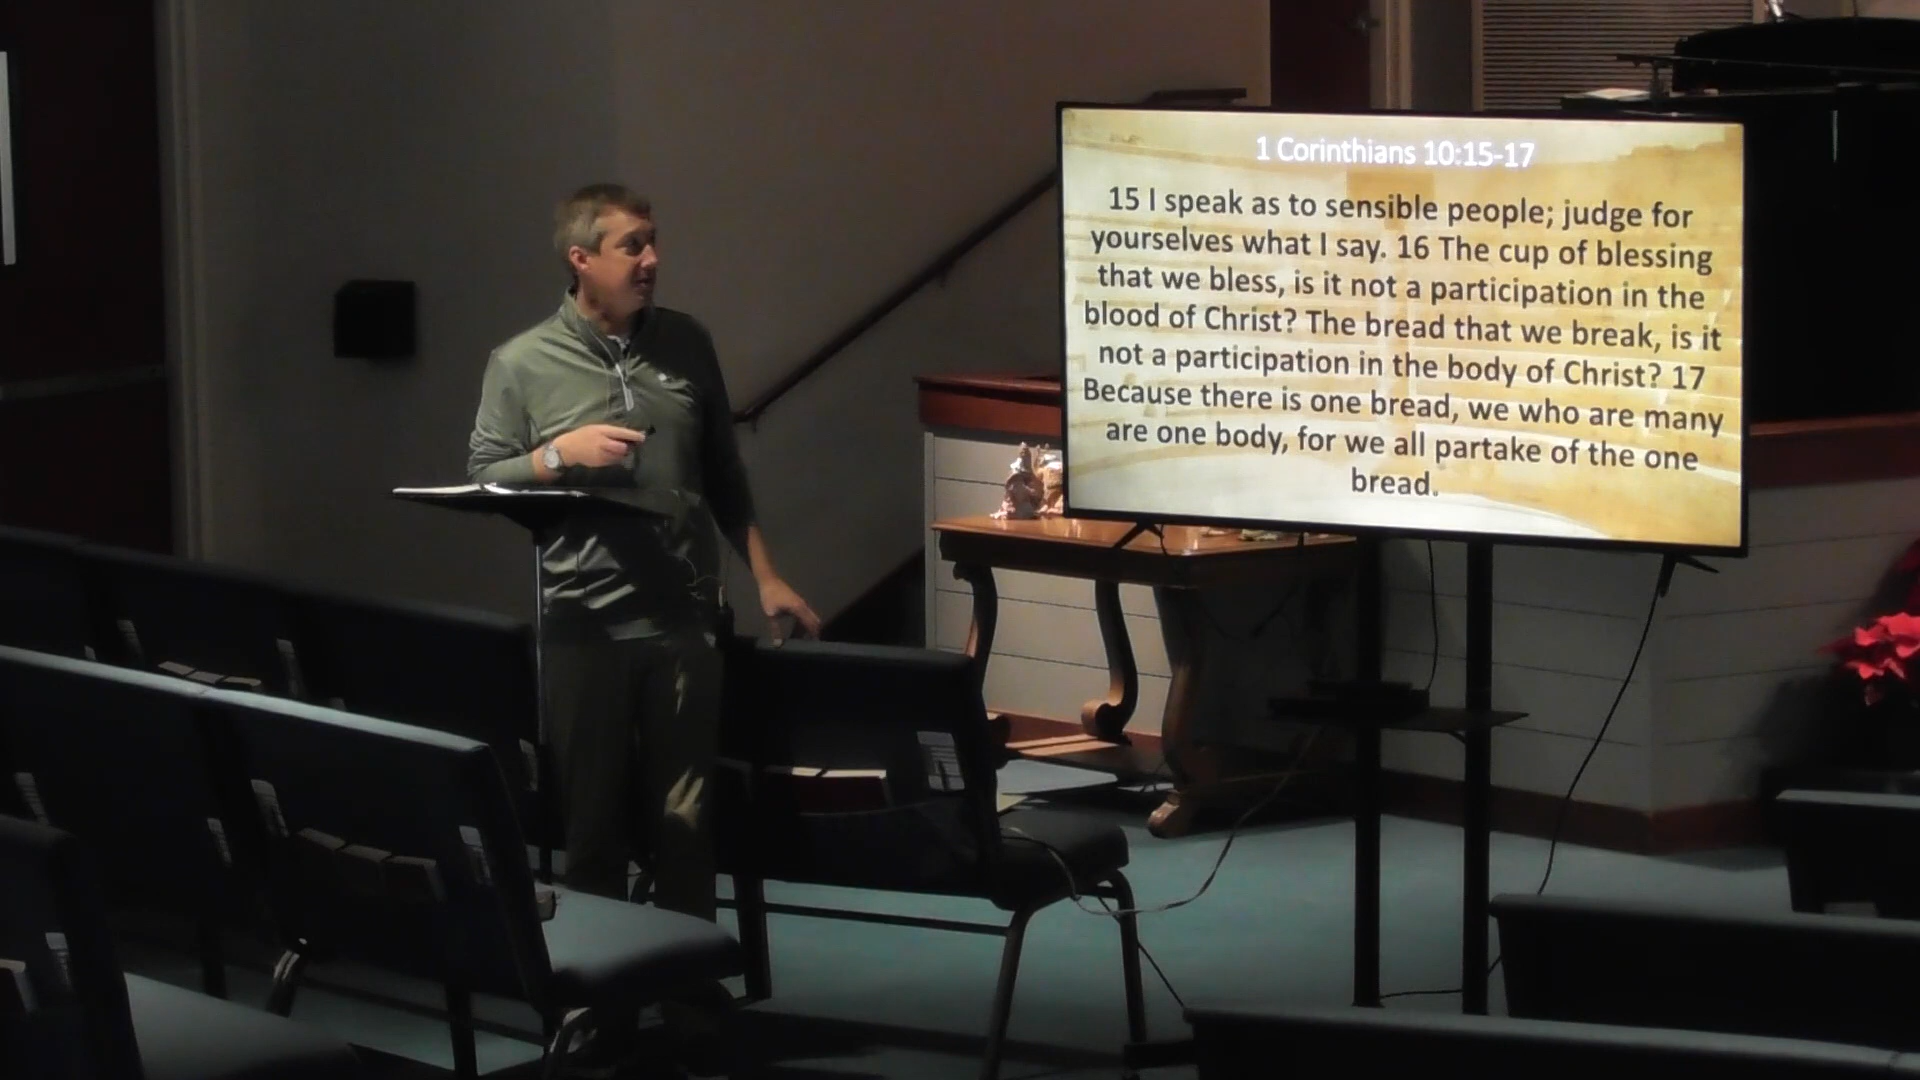 1 Corinthians 10:15-17
15 I speak as to sensible people; judge for
yourselves what I say. 16 The cup of blessing
that we bless, is it not a participation in the
blood of Christ? The bread that we break, is it
not a participation in the body of Christ? 17
Because there is one bread, we who are many
are one body, for we all partake of the one
bread.